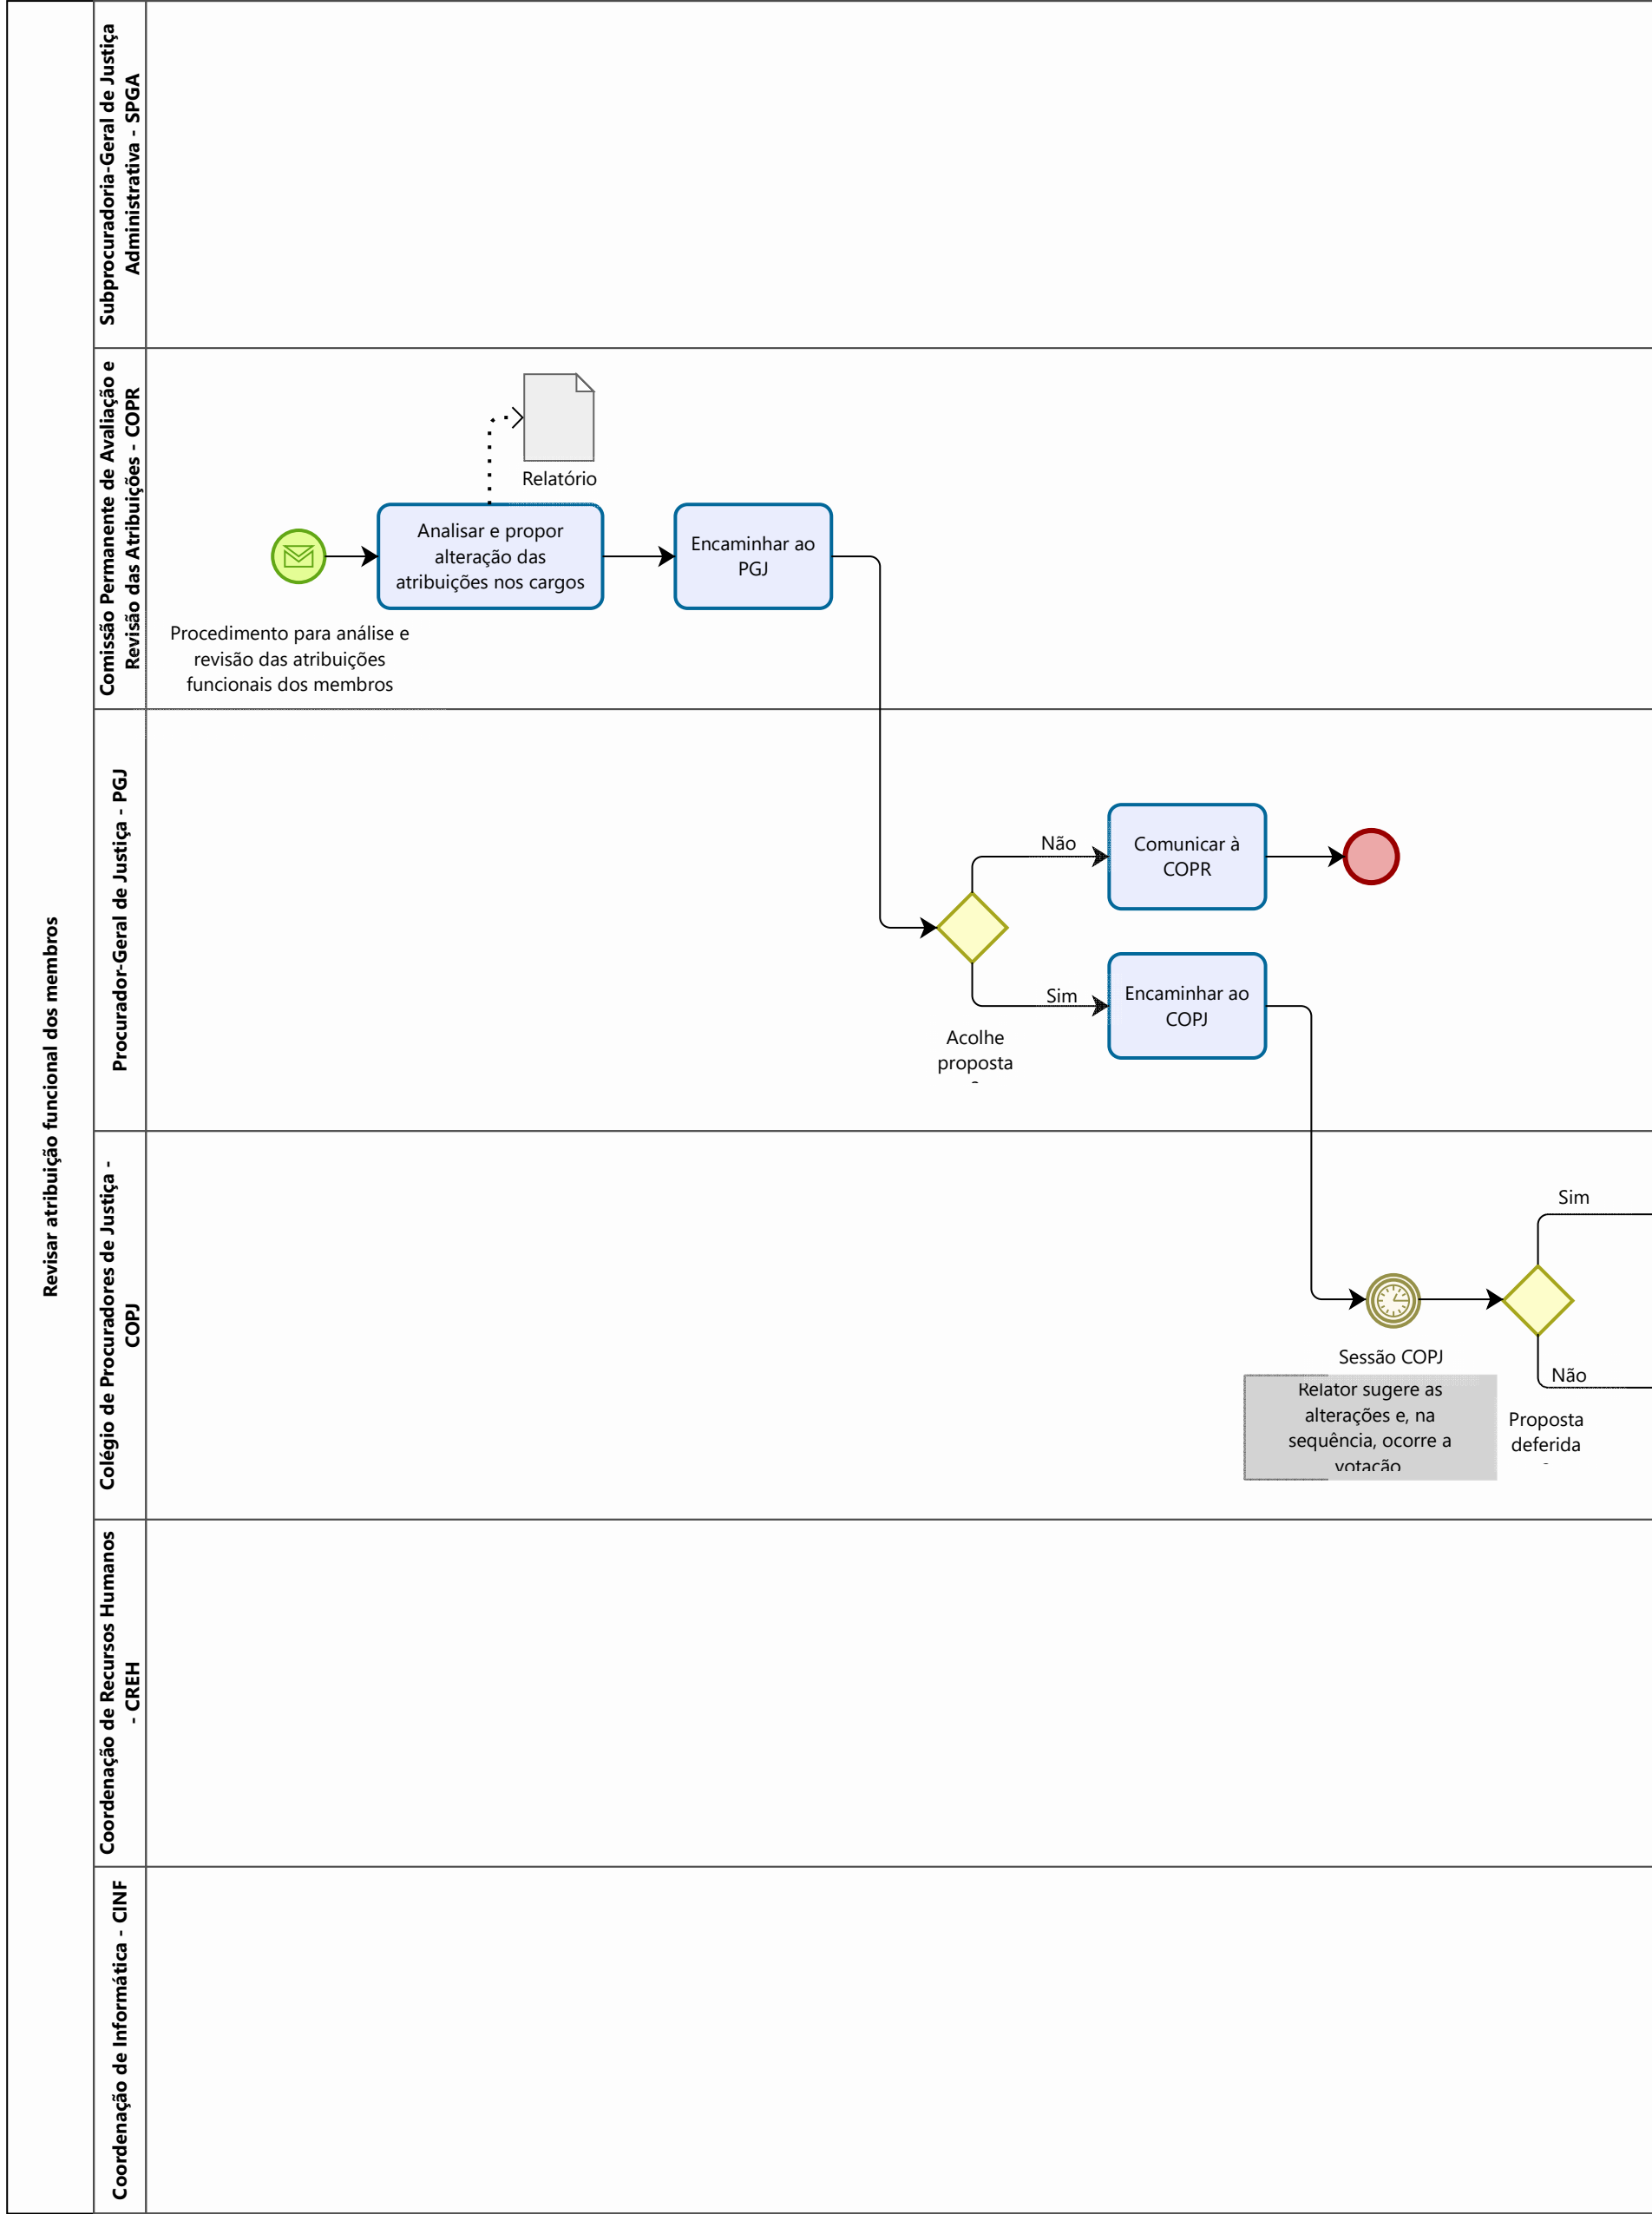 Revisar atribuição funcional dos membros
Subprocuradoria-Geral de Justiça
Administrativa - SPGA
Comissão Permanente de Avaliação e
Revisão das Atribuições - COPR
Relatório
Analisar e propor
alteração das
atribuições nos cargos
Encaminhar ao
PGJ
Procedimento para análise e
revisão das atribuições
funcionais dos membros
Procurador-Geral de Justiça - PGJ
Não
Comunicar à
COPR
Sim
Encaminhar ao
COPJ
Acolhe
proposta
Colégio de Procuradores de Justiça -
COPJ
Sim
Sessão COPJ
Não
Relator sugere as
alterações e, na
sequência, ocorre a
votação
Proposta
deferida
Coordenação de Recursos Humanos
- CREH
Coordenação de Informática - CINF